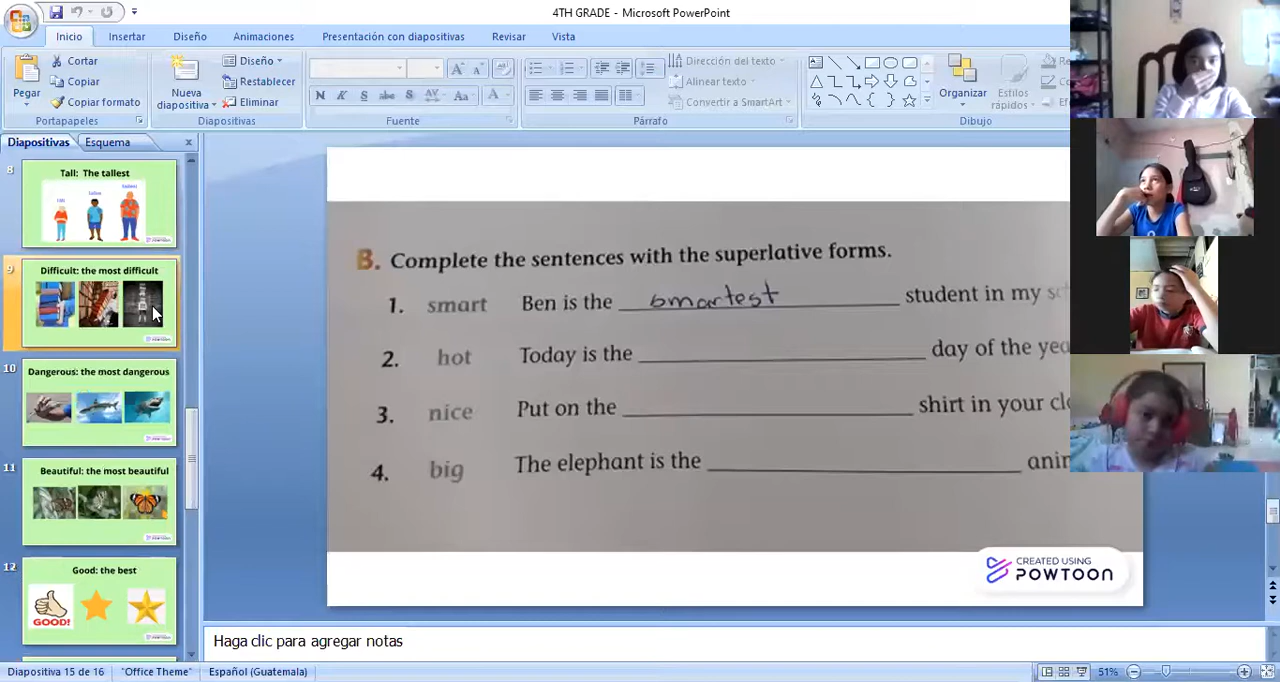 4TH GRADE - Microsoft PowerPoint
Inicio Insertar Diseño Animaciones Presentación con diapositivas Revisar Vista
Pegar
Cortar
Copiar
Copiar formato
Portapapeles
Nueva
diapositiva
Diseño
Restablecer
Eliminar
Diapositivas
N K S abc S AV Aa A
Fuente
Dirección del texto
Alinear texto
Convertir a SmartArt
Párrafo
Organizar
Estilos
rápidos
Dibujo
Diapositivas Esquema
8
Tall: The tallest
9
Difficult: the most difficult
10
Dangerous: the most dangerous
11
Beautiful: the most beautiful
12
Good: the best
GOOD!
B. Complete the sentences with the superlative forms.
1. smart Ben is the smartest student in my
2. hot Today is the day of the
3. nice Put on the shirt in your
4. big The elephant is the
CREATED USING
POWTOON
Haga clic para agregar notas
Diapositiva 15 de 16 "Office Theme" Español (Guatemala) 51%